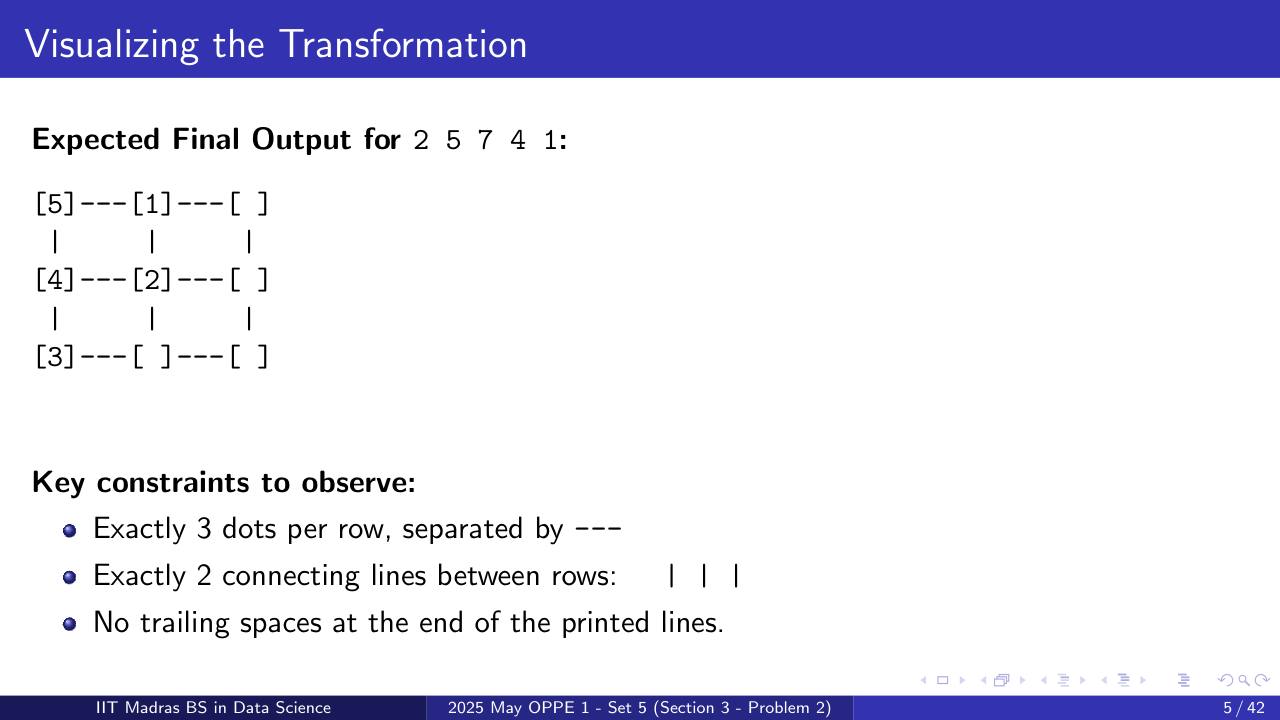 Visualizing the Transformation
Expected Final Output for 2 5 7 4 1:
[5]---[1]---[ ]
 |     |     |
[4]---[2]---[ ]
 |     |     |
[3]---[ ]---[ ]
Key constraints to observe:
Exactly 3 dots per row, separated by ---
Exactly 2 connecting lines between rows:  | | |
No trailing spaces at the end of the printed lines.
IIT Madras BS in Data Science
2025 May OPPE 1 - Set 5 (Section 3 - Problem 2)
5 / 42